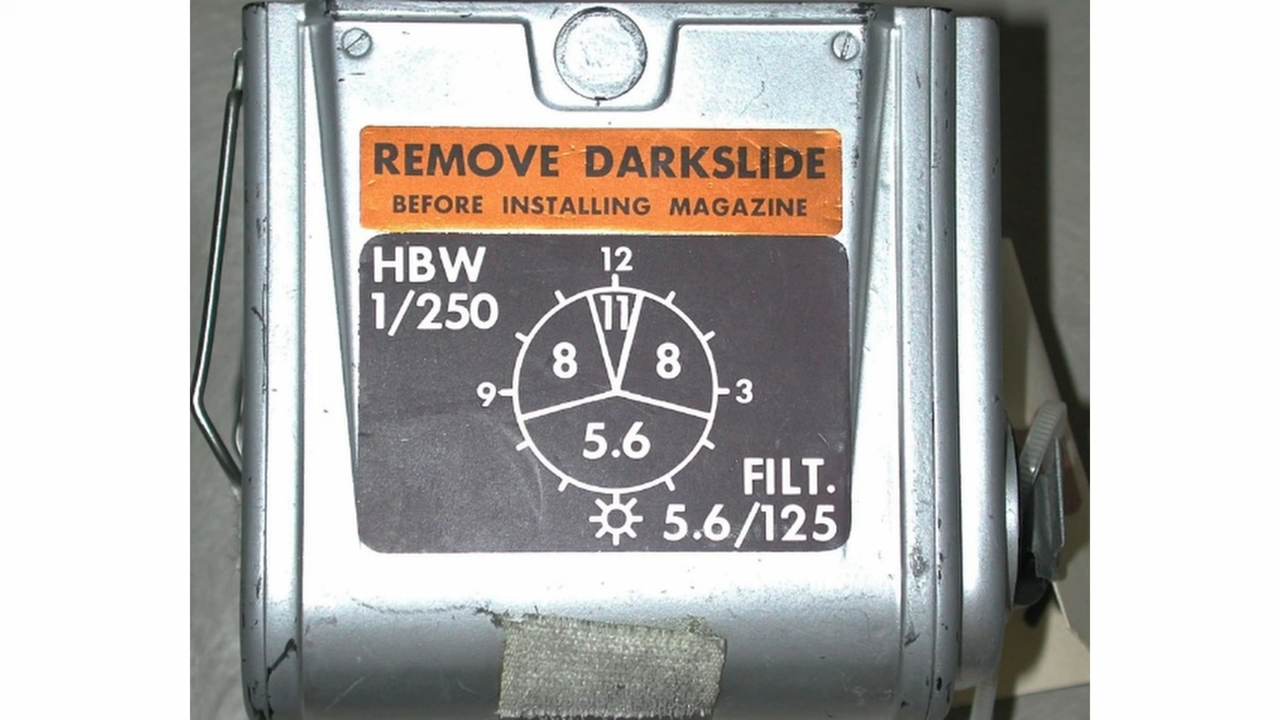 REMOVE DARKSLIDE
BEFORE INSTALLING MAGAZINE
HBW
1/250
12
11
8 8
9 3
5.6
FILT.
5.6/125